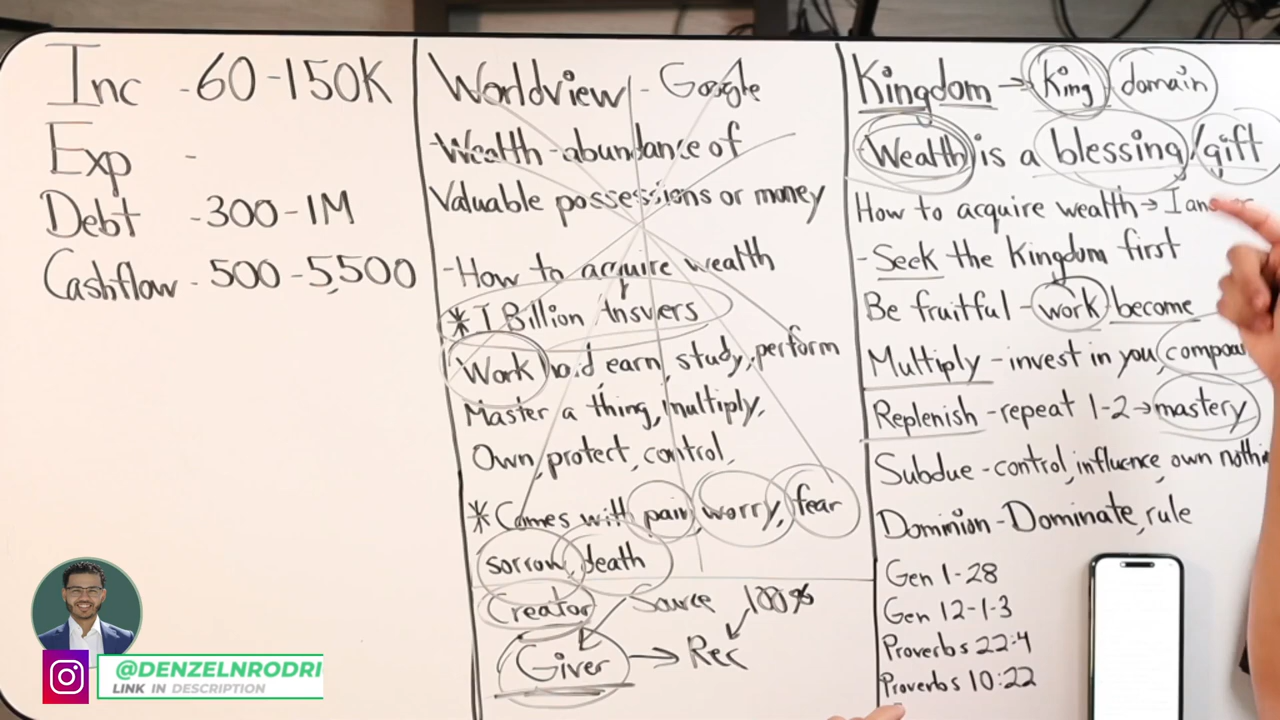 Inc - 60-150K
Exp -
Debt - 300-1M
Cashflow - 500-5,500
Worldview - Google
- Wealth - abundance of
Valuable possessions or money
- How to acquire wealth
* 1 Billion Answers
Work hard earn, study, perform
Master a thing, multiply,
Own, protect, control,
* Comes with pain, worry, fear
sorrow, death
Creator Source 100%
Giver → Rec
Kingdom → King domain
- Wealth is a blessing / gift
How to acquire wealth →
- Seek the Kingdom first
Be fruitful - work become
Multiply - invest in you,
Replenish - repeat 1-2 → mastery
Subdue - control, influence, own
Dominion - Dominate, rule
Gen 1-28
Gen 12-1-3
Proverbs 22:4
Proverbs 10:22
@DENZELNRODRI
LINK IN DESCRIPTION